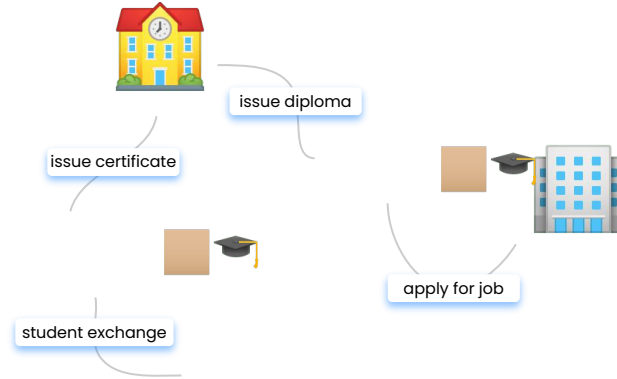 issue diploma
issue certificate
apply for job
student exchange